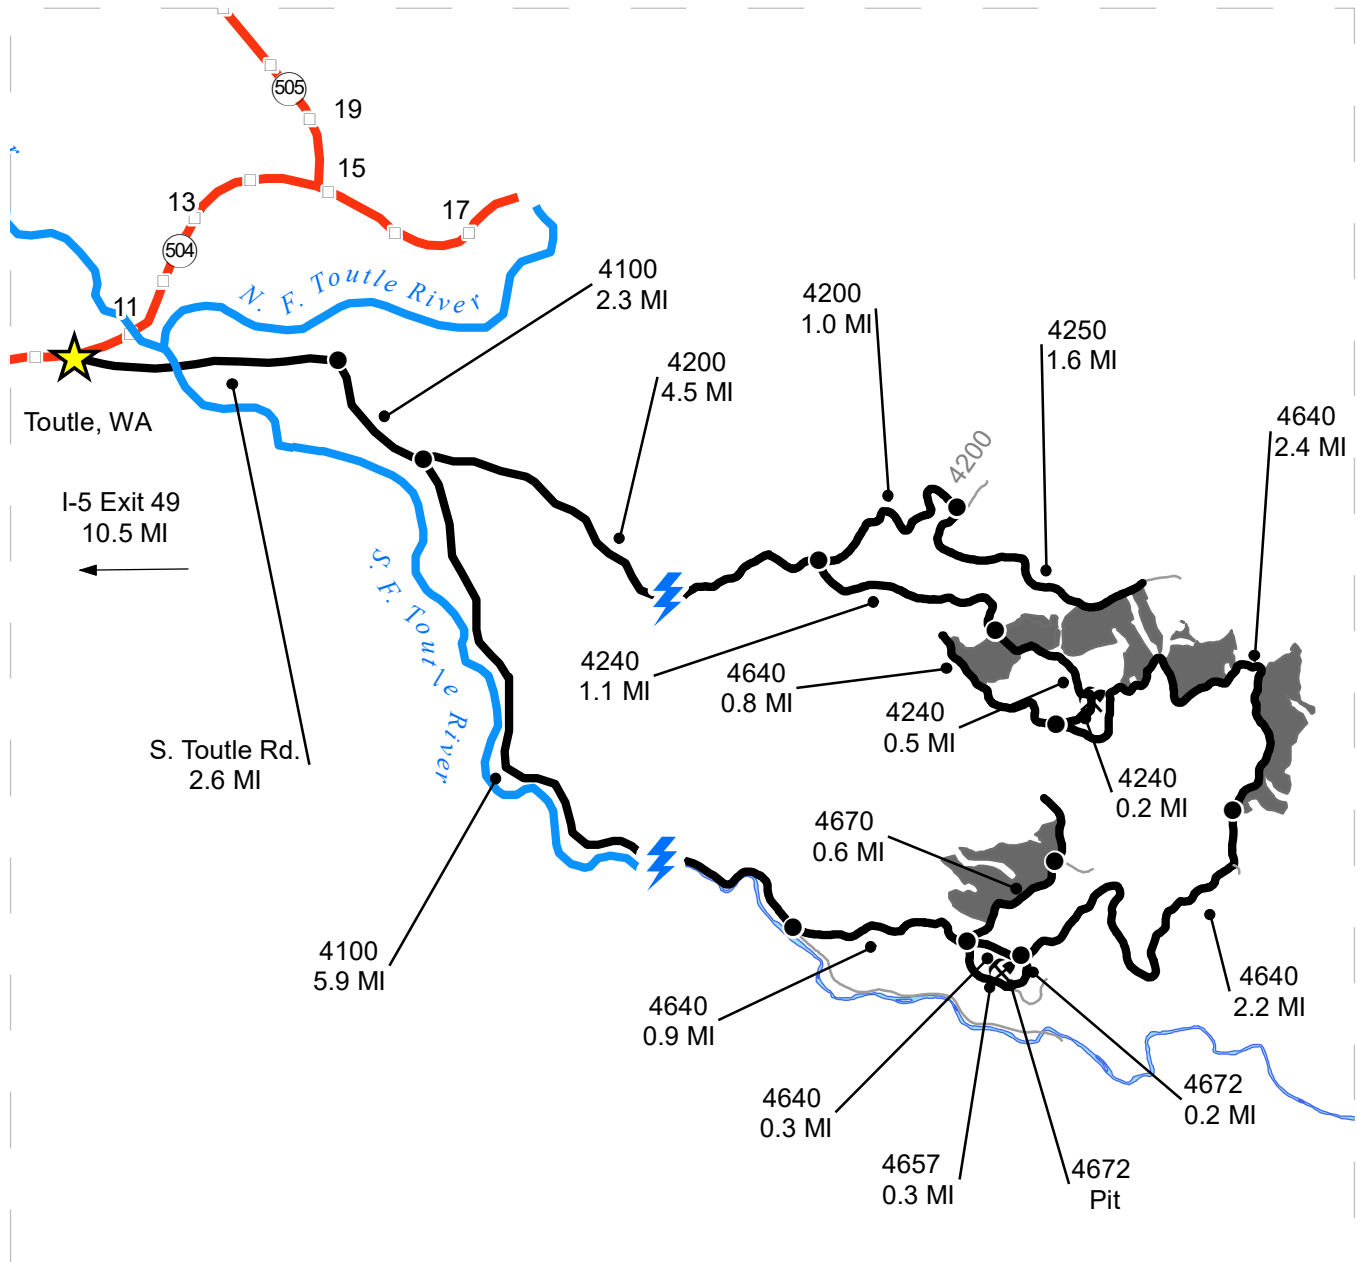 505
19
15
13
17
504
N. F. Toutle River
11
4100
2.3 MI
4200
1.0 MI
4250
1.6 MI
4200
4.5 MI
4640
2.4 MI
Toutle, WA
4200
I-5 Exit 49
10.5 MI
S. F. Toutle River
4240
1.1 MI
4640
0.8 MI
4240
0.5 MI
S. Toutle Rd.
2.6 MI
4240
0.2 MI
4670
0.6 MI
4100
5.9 MI
4640
0.9 MI
4640
2.2 MI
4640
0.3 MI
4672
0.2 MI
4657
0.3 MI
4672
Pit